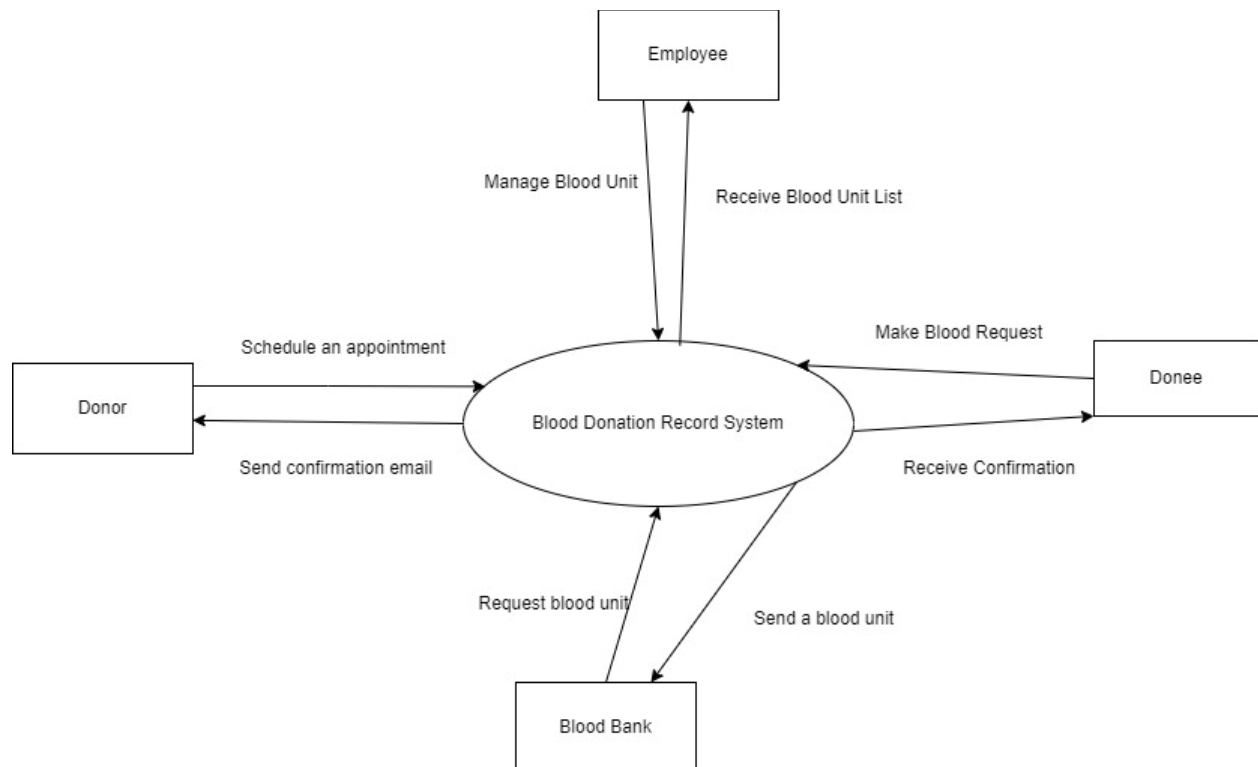 Employee
Manage Blood Unit
Receive Blood Unit List
Make Blood Request
Schedule an appointment
Donee
Donor
Blood Donation Record System
Send confirmation email
Receive Confirmation
Request blood unit
Send a blood unit
Blood Bank